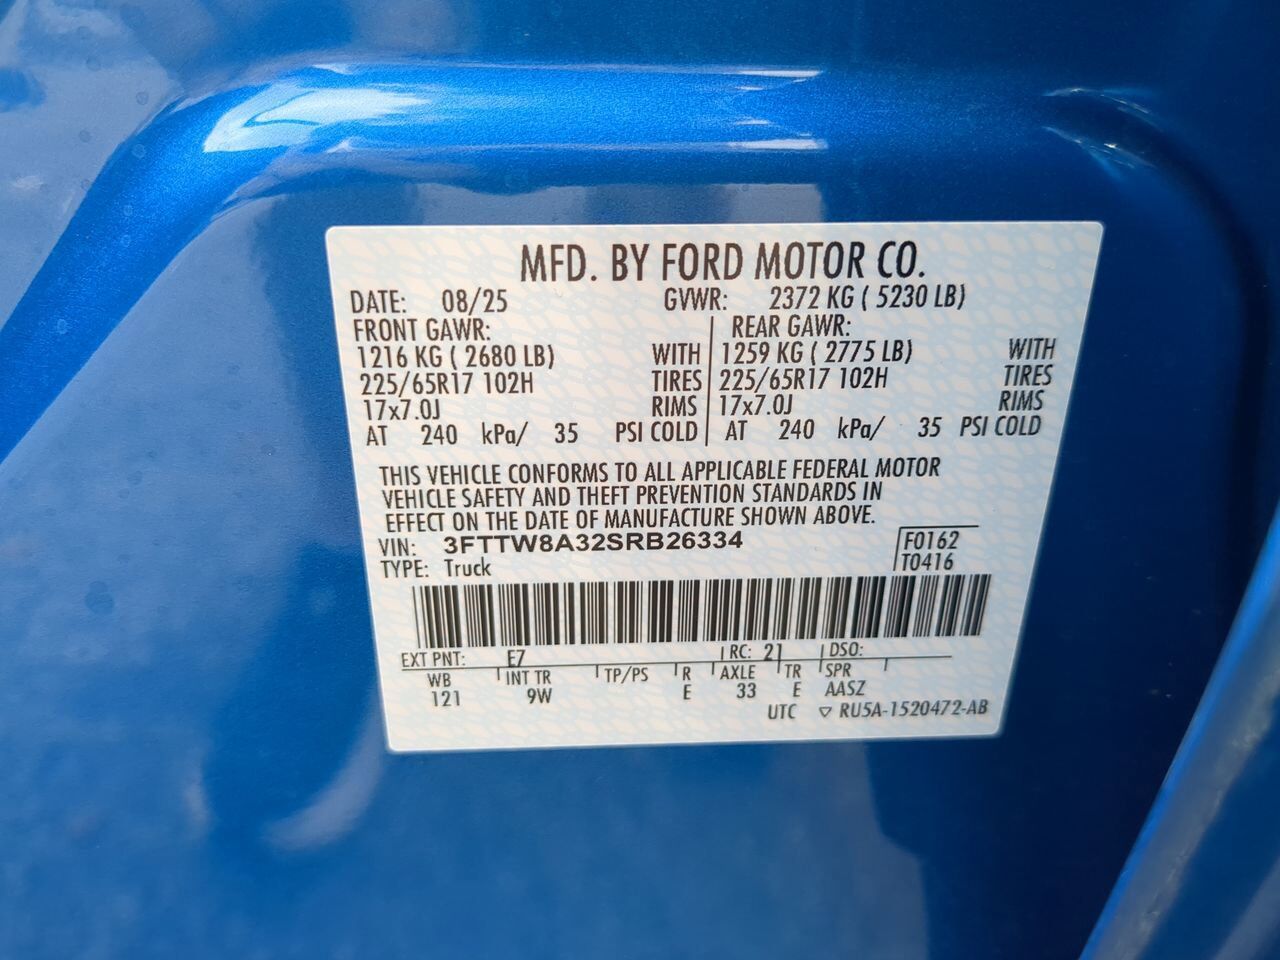 MFD. BY FORD MOTOR CO.
DATE: 08/25 GVWR: 2372 KG ( 5230 LB)
FRONT GAWR: REAR GAWR:
1216 KG ( 2680 LB) WITH 1259 KG ( 2775 LB) WITH
225/65R17 102H TIRES 225/65R17 102H TIRES
17x7.0J RIMS 17x7.0J RIMS
AT 240 kPa/ 35 PSI COLD AT 240 kPa/ 35 PSI COLD
THIS VEHICLE CONFORMS TO ALL APPLICABLE FEDERAL MOTOR
VEHICLE SAFETY AND THEFT PREVENTION STANDARDS IN
EFFECT ON THE DATE OF MANUFACTURE SHOWN ABOVE.
VIN: 3FTTW8A32SRB26334 F0162
TYPE: Truck T0416
EXT PNT: E7 RC: 21 DSO:
WB INT TR TP/PS R AXLE TR SPR
121 9W E 33 E AASZ
UTC ▽ RU5A-1520472-AB